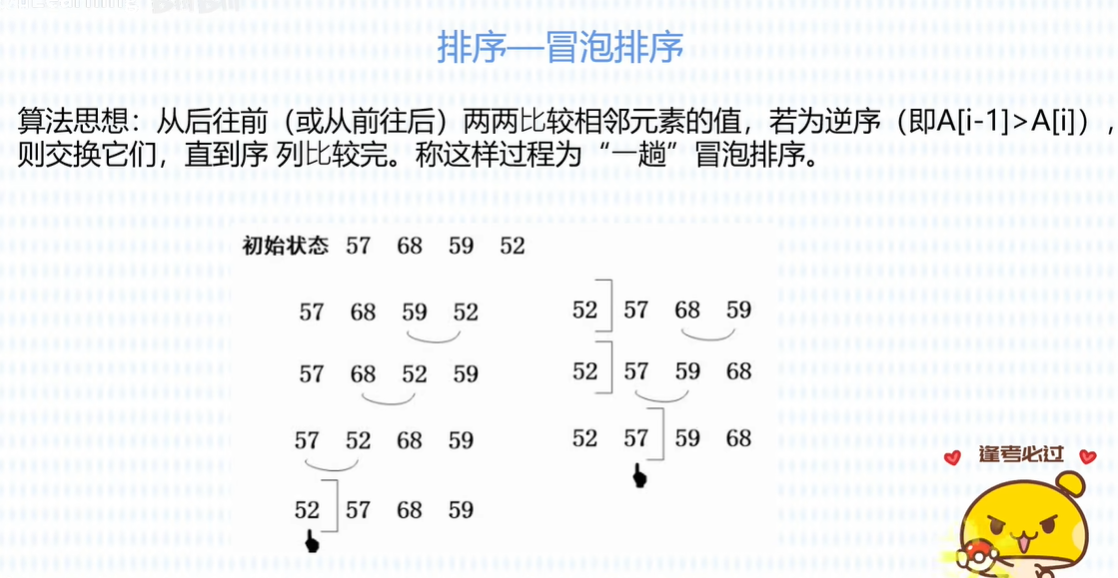 排序—冒泡排序
算法思想：从后往前（或从前往后）两两比较相邻元素的值，若为逆序（即A[i-1]>A[i]），
则交换它们，直到序 列比较完。称这样过程为“一趟”冒泡排序。
初始状态 57 68 59 52
57 68 59 52
57 68 52 59
57 52 68 59
52 57 68 59
52 57 68 59
52 57 59 68
52 57 59 68
逢考必过